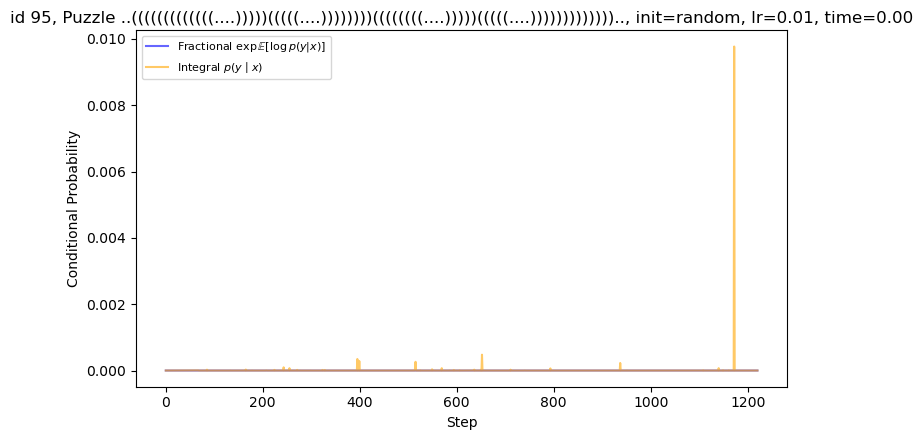 id 95, Puzzle ..(((((((((((((....)))))(((((....))))))))((((((((....)))))(((((....))))))))))))).., init=random, lr=0.01, time=0.00
Fractional exp𝔼[log p(y|x)]
Integral p(y | x)
0.010
0.008
0.006
0.004
0.002
0.000
Conditional Probability
0 200 400 600 800 1000 1200
Step